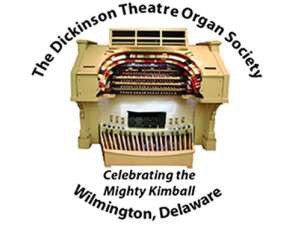 The Dickinson Theatre Organ Society
Celebrating the
Mighty Kimball
Wilmington, Delaware